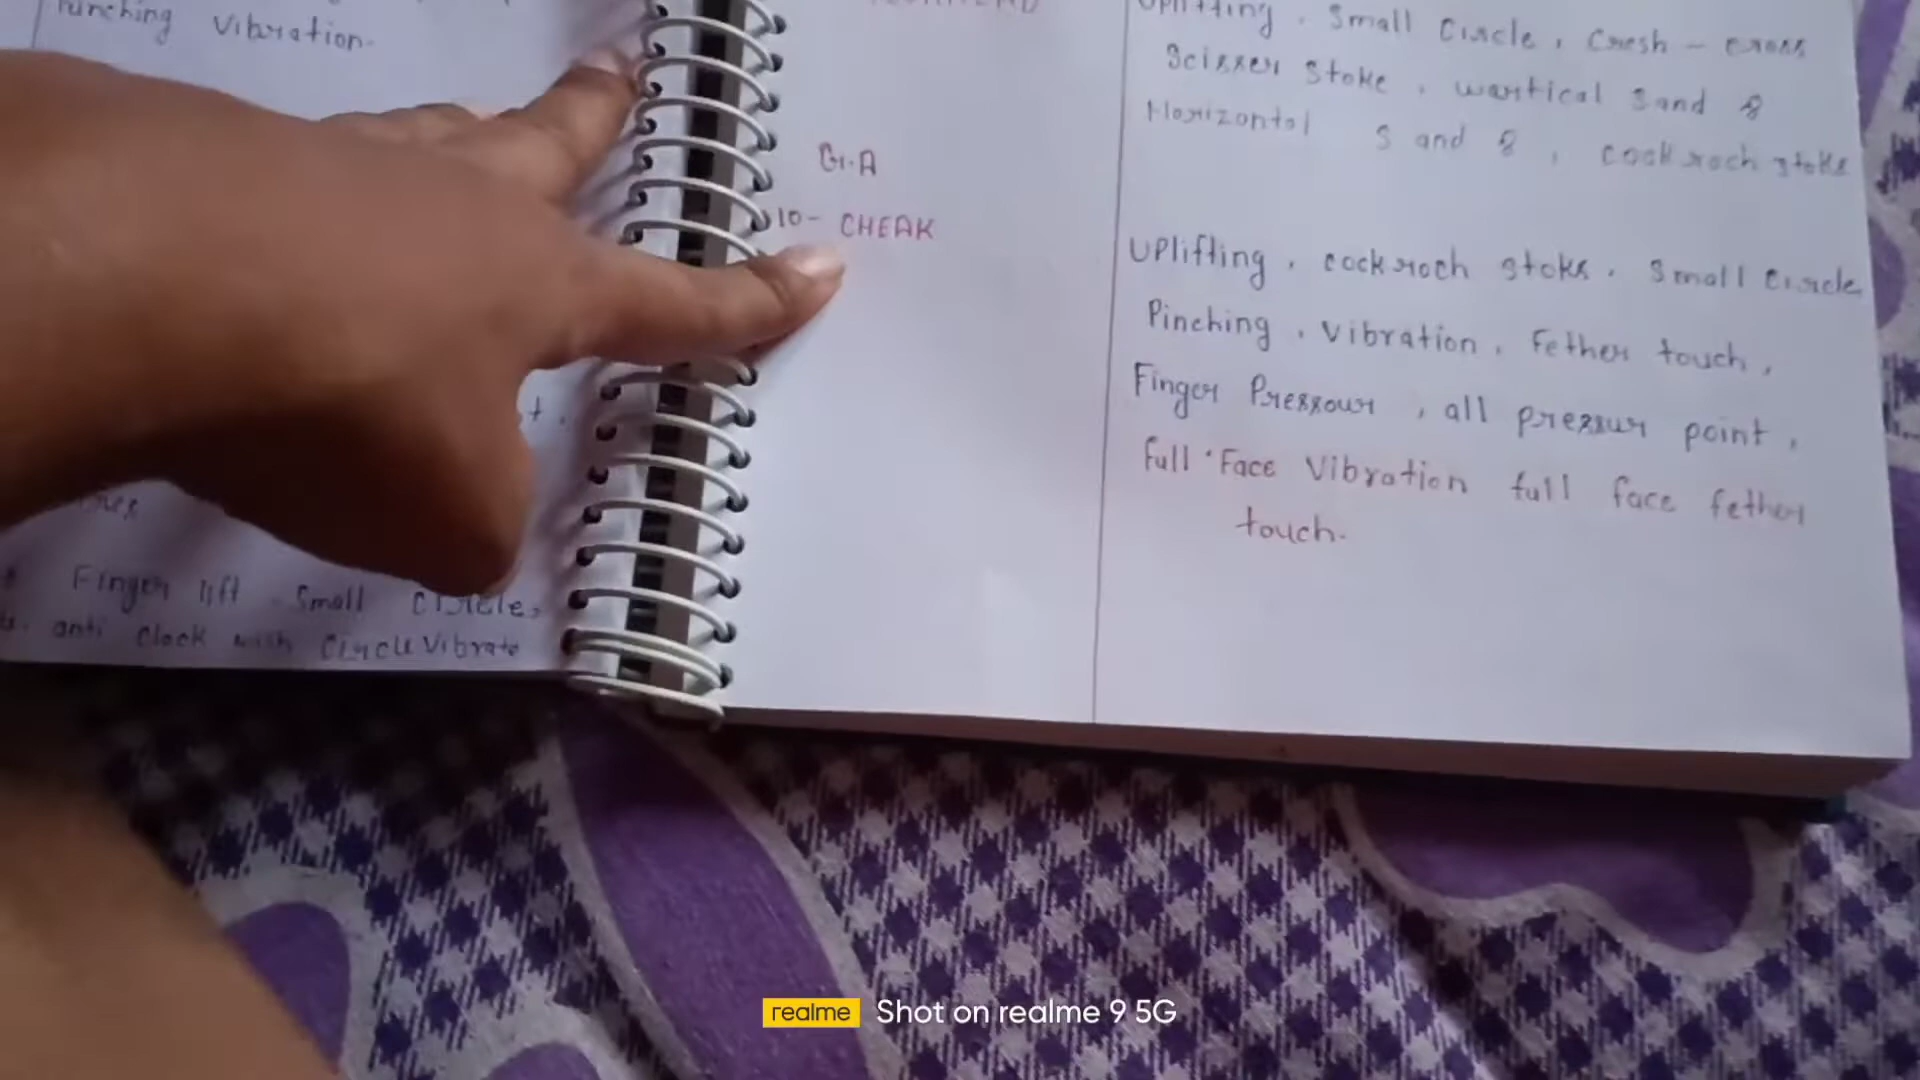 Punching Vibration.
Finger lift Small Circle,
anti clock with Circle Vibrate
G.A
10- CHEAK
Uplifting, Small Circle, Cresh - cross
Scisser Stoke, wartical S and 8
Horizontal S and 8, cockroch stoke
Uplifting, cockroch stoks. Small Circle
Pinching, Vibration, Fether touch,
Finger Pressour, all pressur point,
full Face Vibration full face fether
touch.
realme Shot on realme 9 5G